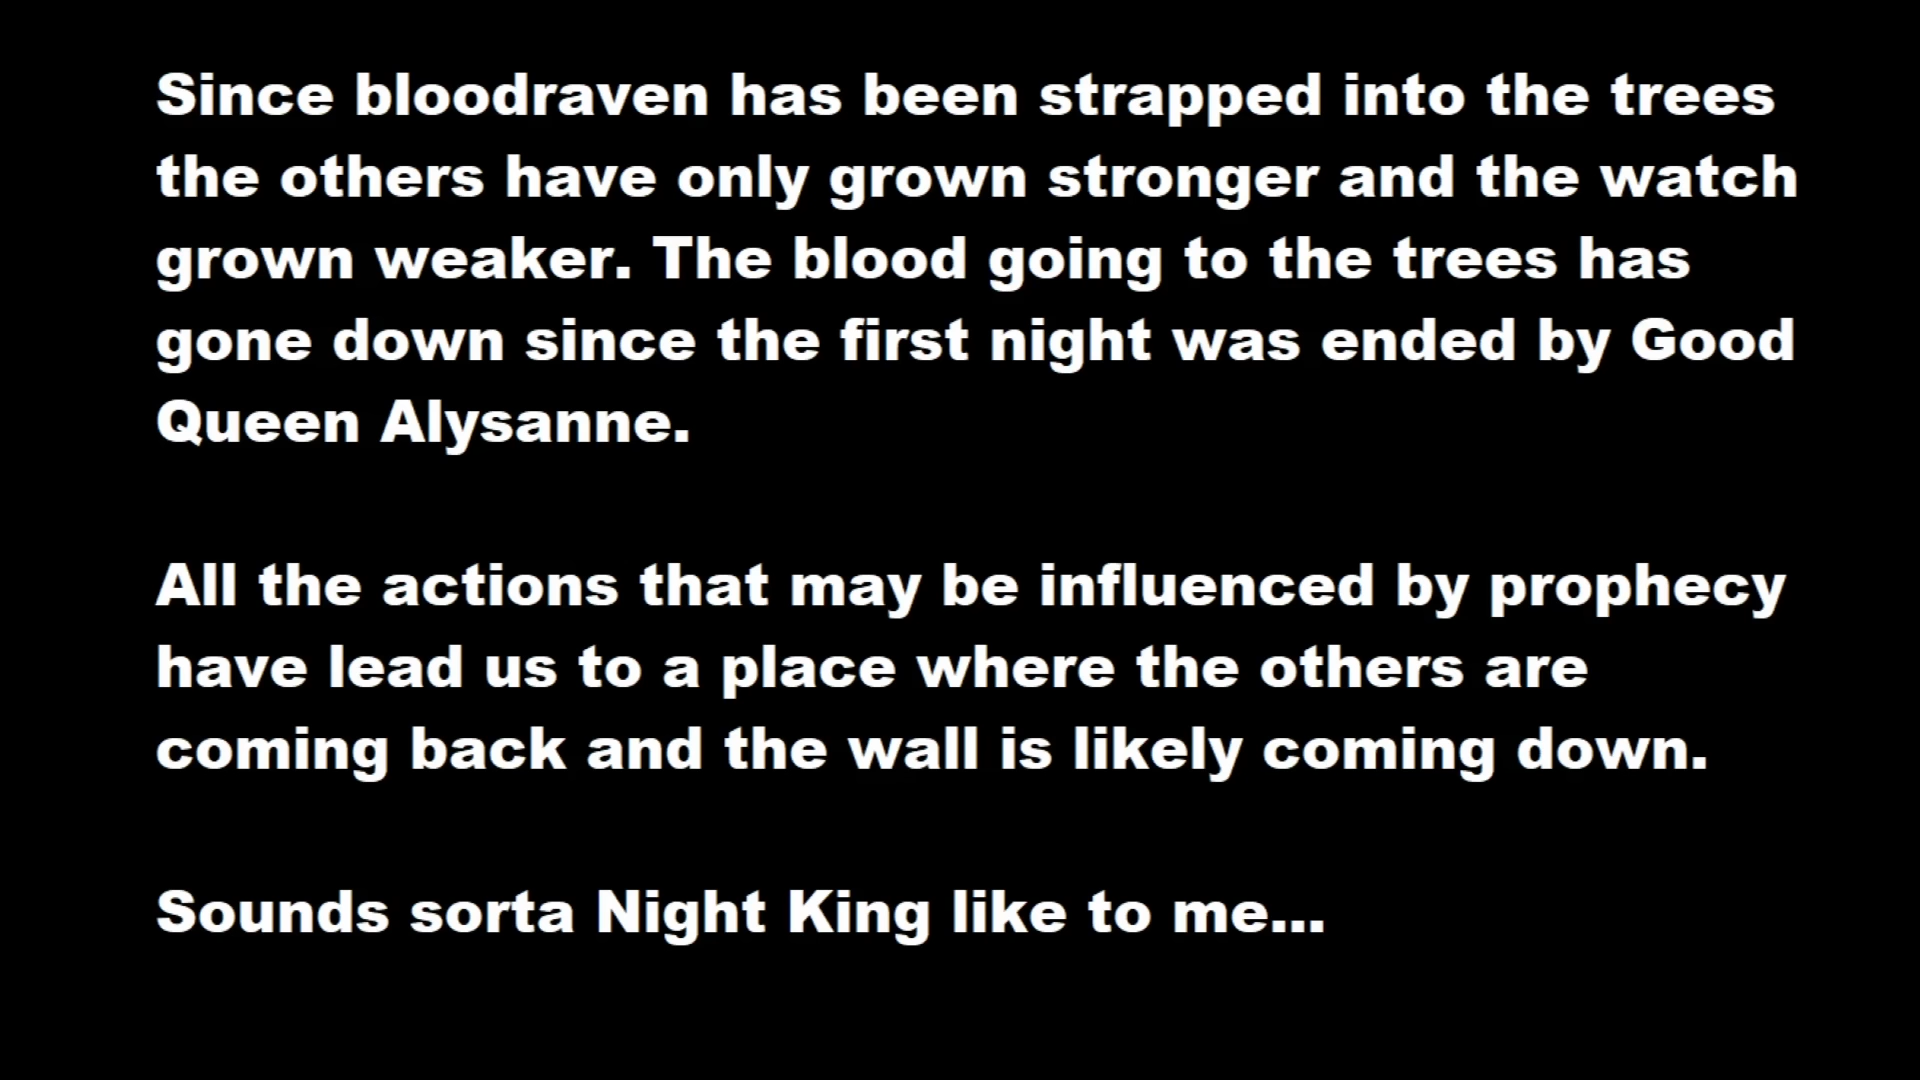 Since bloodraven has been strapped into the trees
the others have only grown stronger and the watch
grown weaker. The blood going to the trees has
gone down since the first night was ended by Good
Queen Alysanne.
All the actions that may be influenced by prophecy
have lead us to a place where the others are
coming back and the wall is likely coming down.
Sounds sorta Night King like to me...